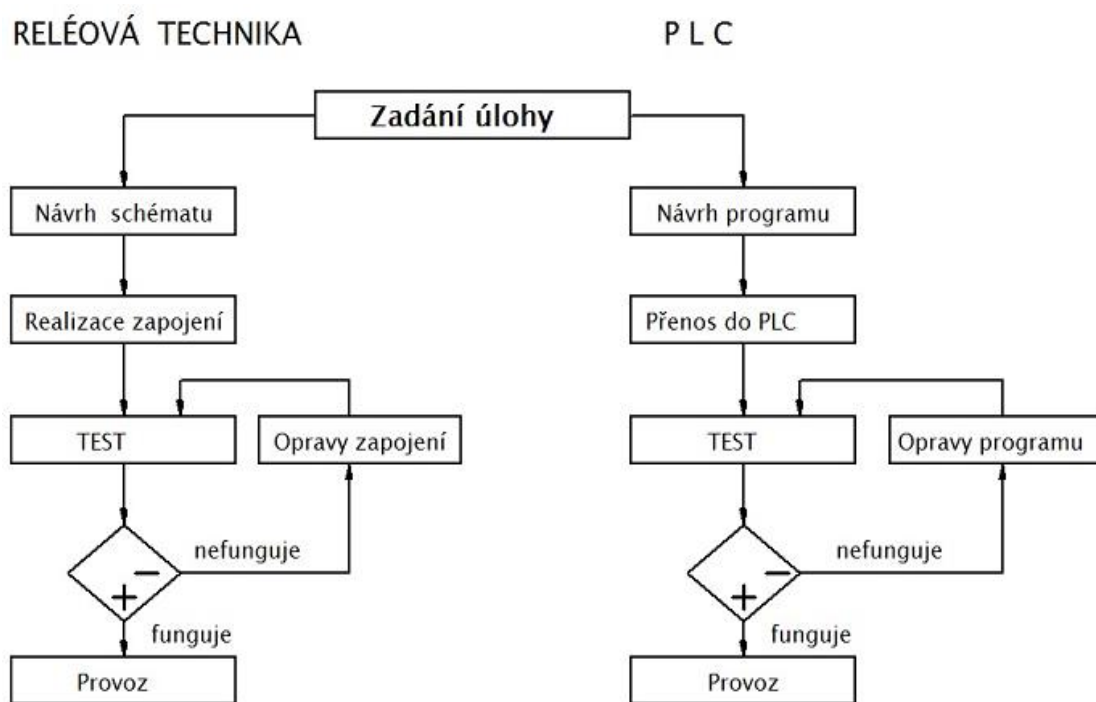 RELÉOVÁ TECHNIKA
P L C
Zadání úlohy
Návrh schématu
Návrh programu
Realizace zapojení
Přenos do PLC
TEST
Opravy zapojení
TEST
Opravy programu
nefunguje
nefunguje
funguje
funguje
Provoz
Provoz